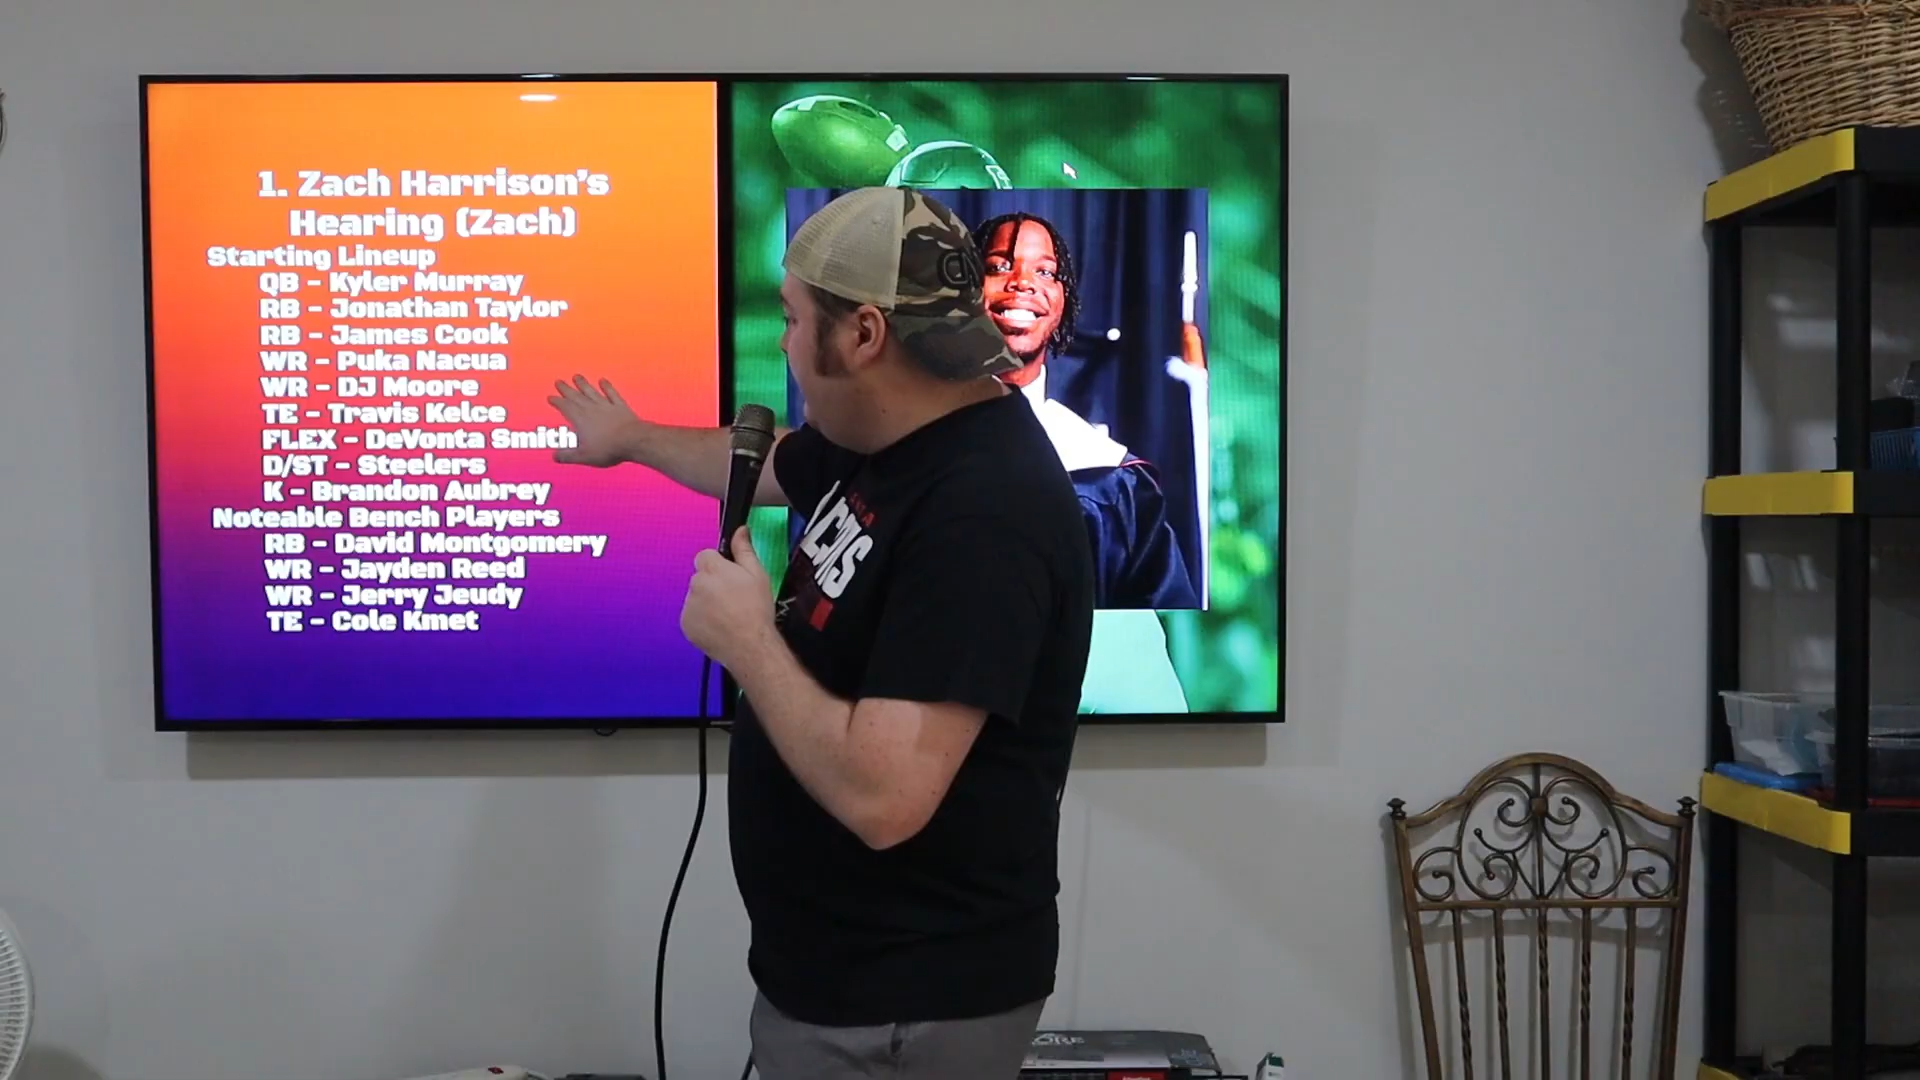 1. Zach Harrison's
Hearing (Zach)
Starting Lineup
QB - Kyler Murray
RB - Jonathan Taylor
RB - James Cook
WR - Puka Nacua
WR - DJ Moore
TE - Travis Kelce
FLEX - DeVonta Smith
D/ST - Steelers
K - Brandon Aubrey
Noteable Bench Players
RB - David Montgomery
WR - Jayden Reed
WR - Jerry Jeudy
TE - Cole Kmet